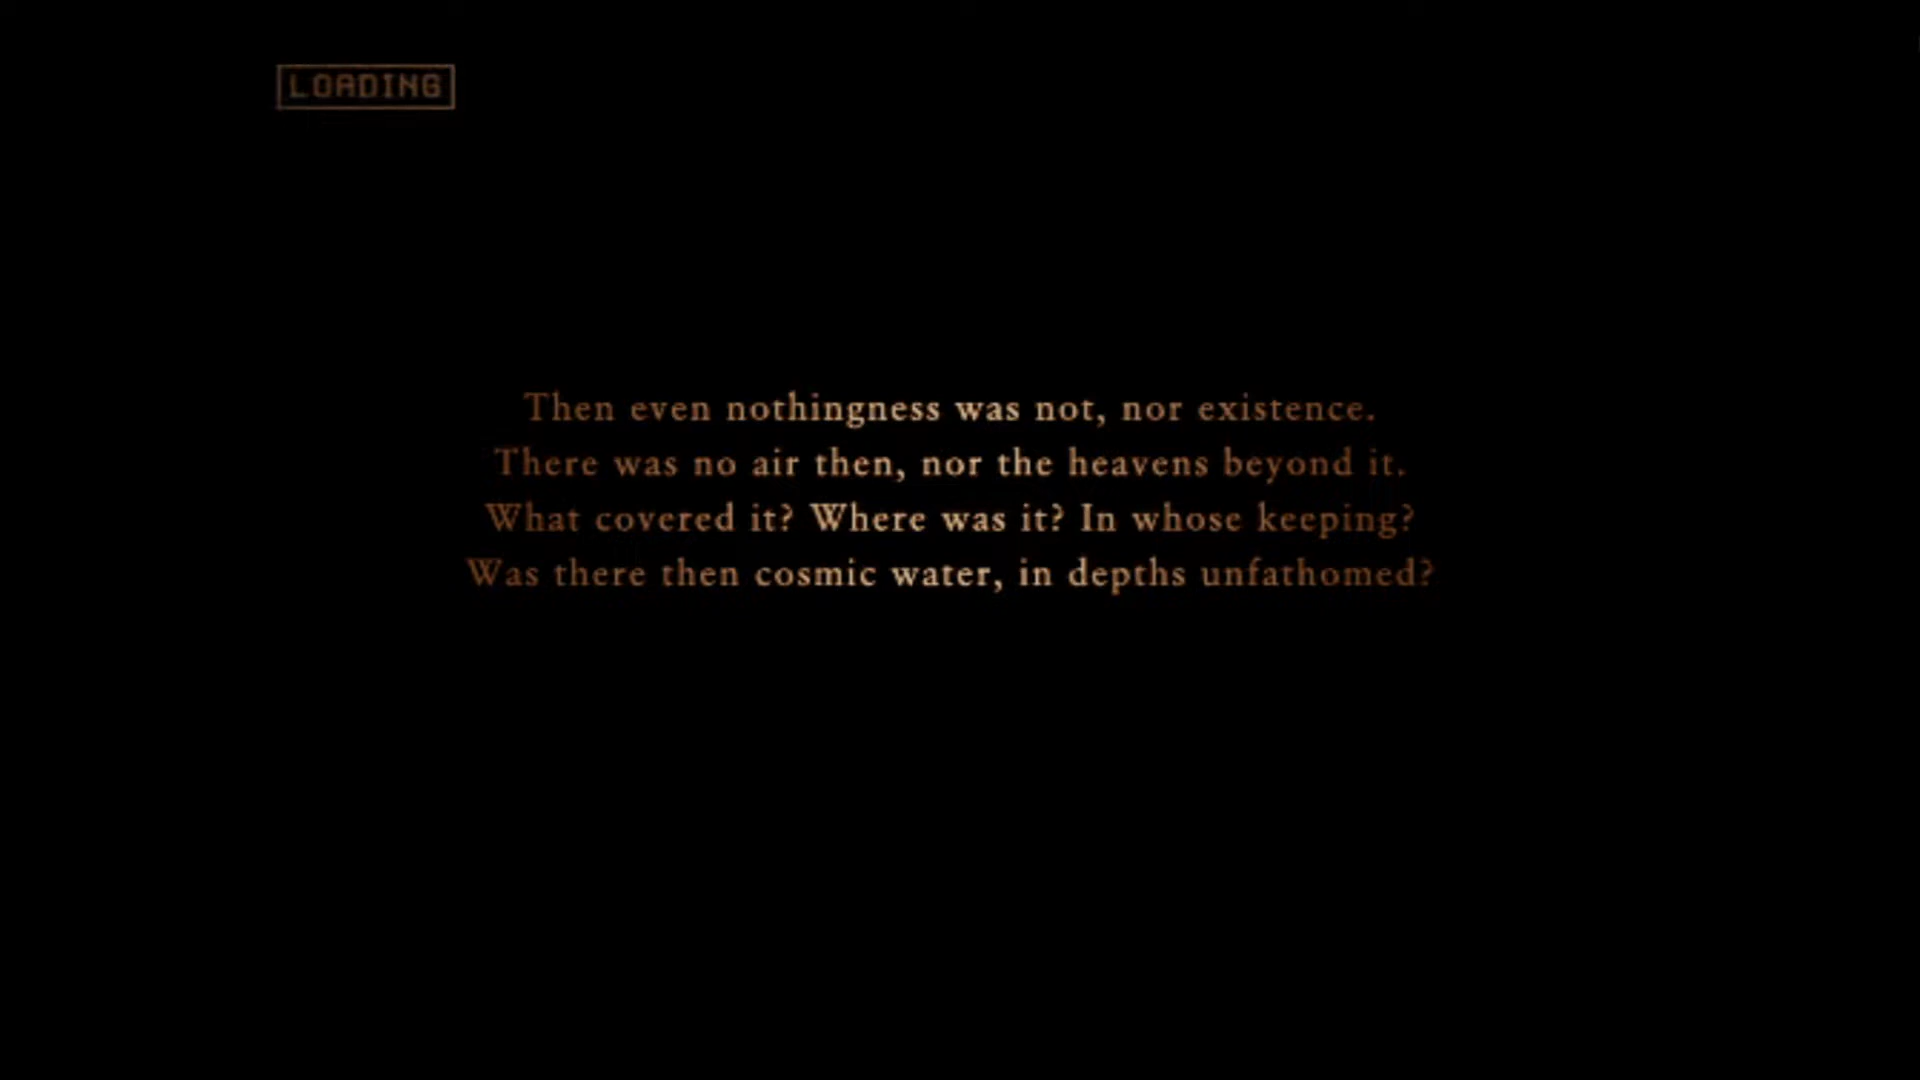 LOADING
Then even nothingness was not, nor existence.
There was no air then, nor the heavens beyond it.
What covered it? Where was it? In whose keeping?
Was there then cosmic water, in depths unfathomed?